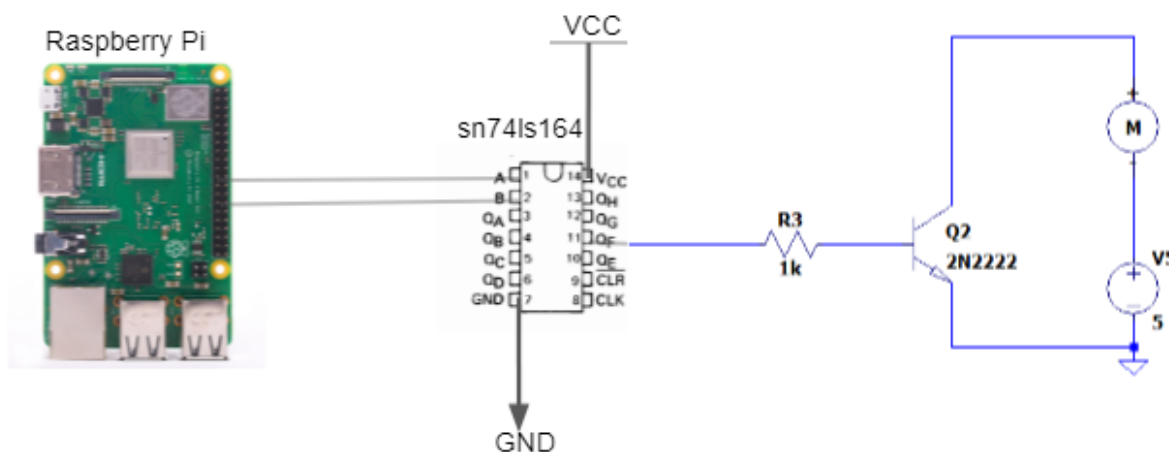 VCC
Raspberry Pi
sn74ls164
A 1 14 VCC
B 2 13 QH
QA 3 12 QG
QB 4 11 QF
QC 5 10 QE
QD 6 9 CLR
GND 7 8 CLK
GND
R3
1k
Q2
2N2222
+
M
-
V5
+
5